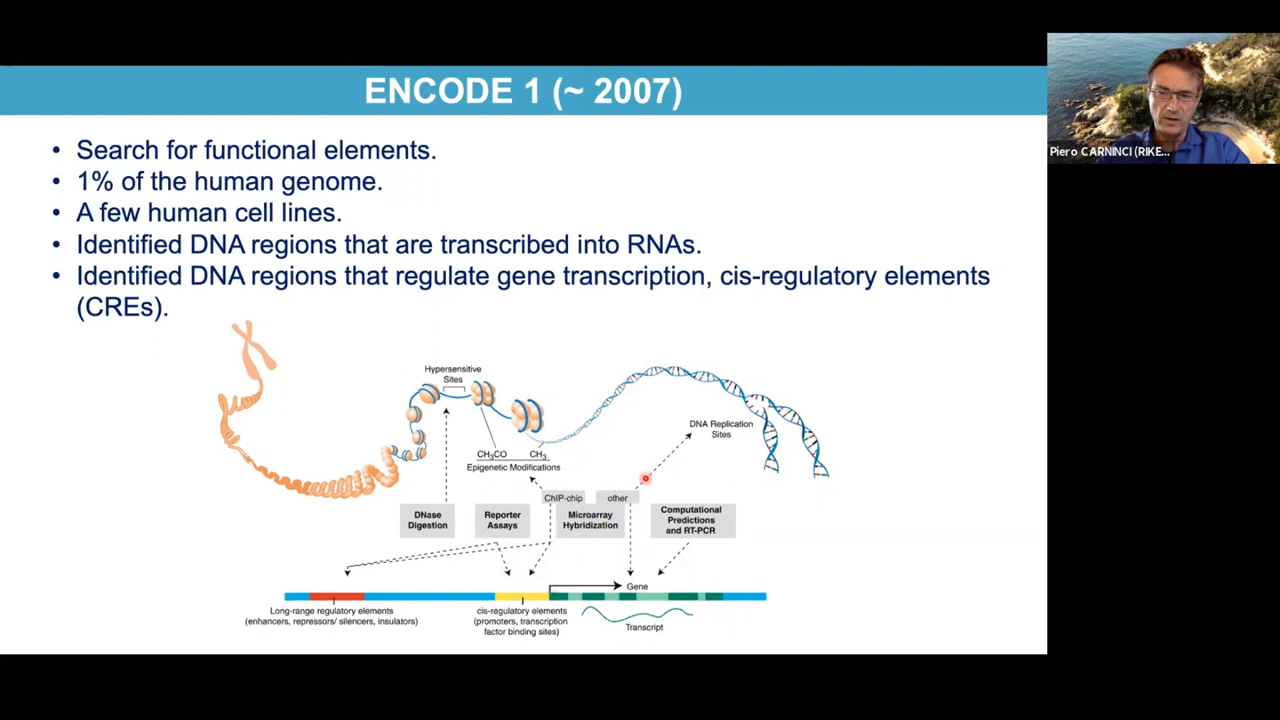 ENCODE 1 (~ 2007)
• Search for functional elements.
• 1% of the human genome.
• A few human cell lines.
• Identified DNA regions that are transcribed into RNAs.
• Identified DNA regions that regulate gene transcription, cis-regulatory elements
(CREs).
Piero CARNINCI (RIKE...
Hypersensitive
Sites
CH₃CO CH₃
Epigenetic Modifications
DNA Replication
Sites
ChIP-chip other
DNase
Digestion
Reporter
Assays
Microarray
Hybridization
Computational
Predictions
and RT-PCR
Gene
Long-range regulatory elements
(enhancers, repressors/ silencers, insulators)
cis-regulatory elements
(promoters, transcription
factor binding sites)
Transcript